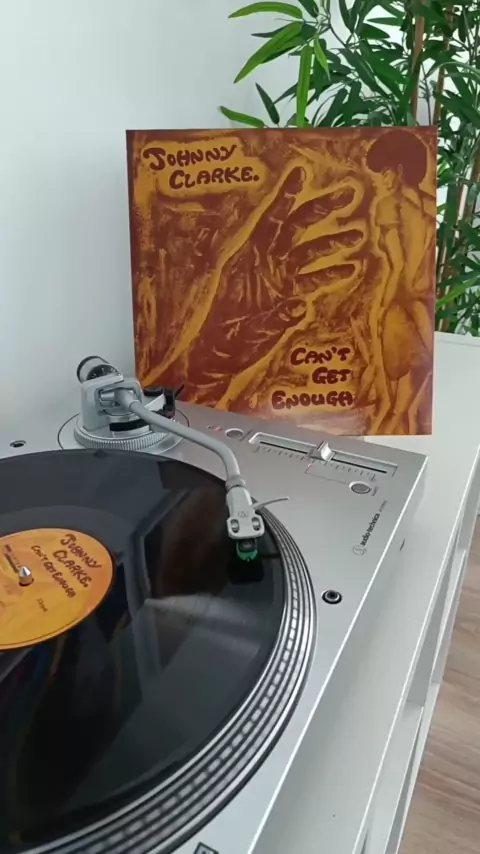 JOHNNY
CLARKE.
CAN'T
GET
ENOUGH
audio-technica
JOHNNY
CLARKE
CAN'T GET ENOUGH